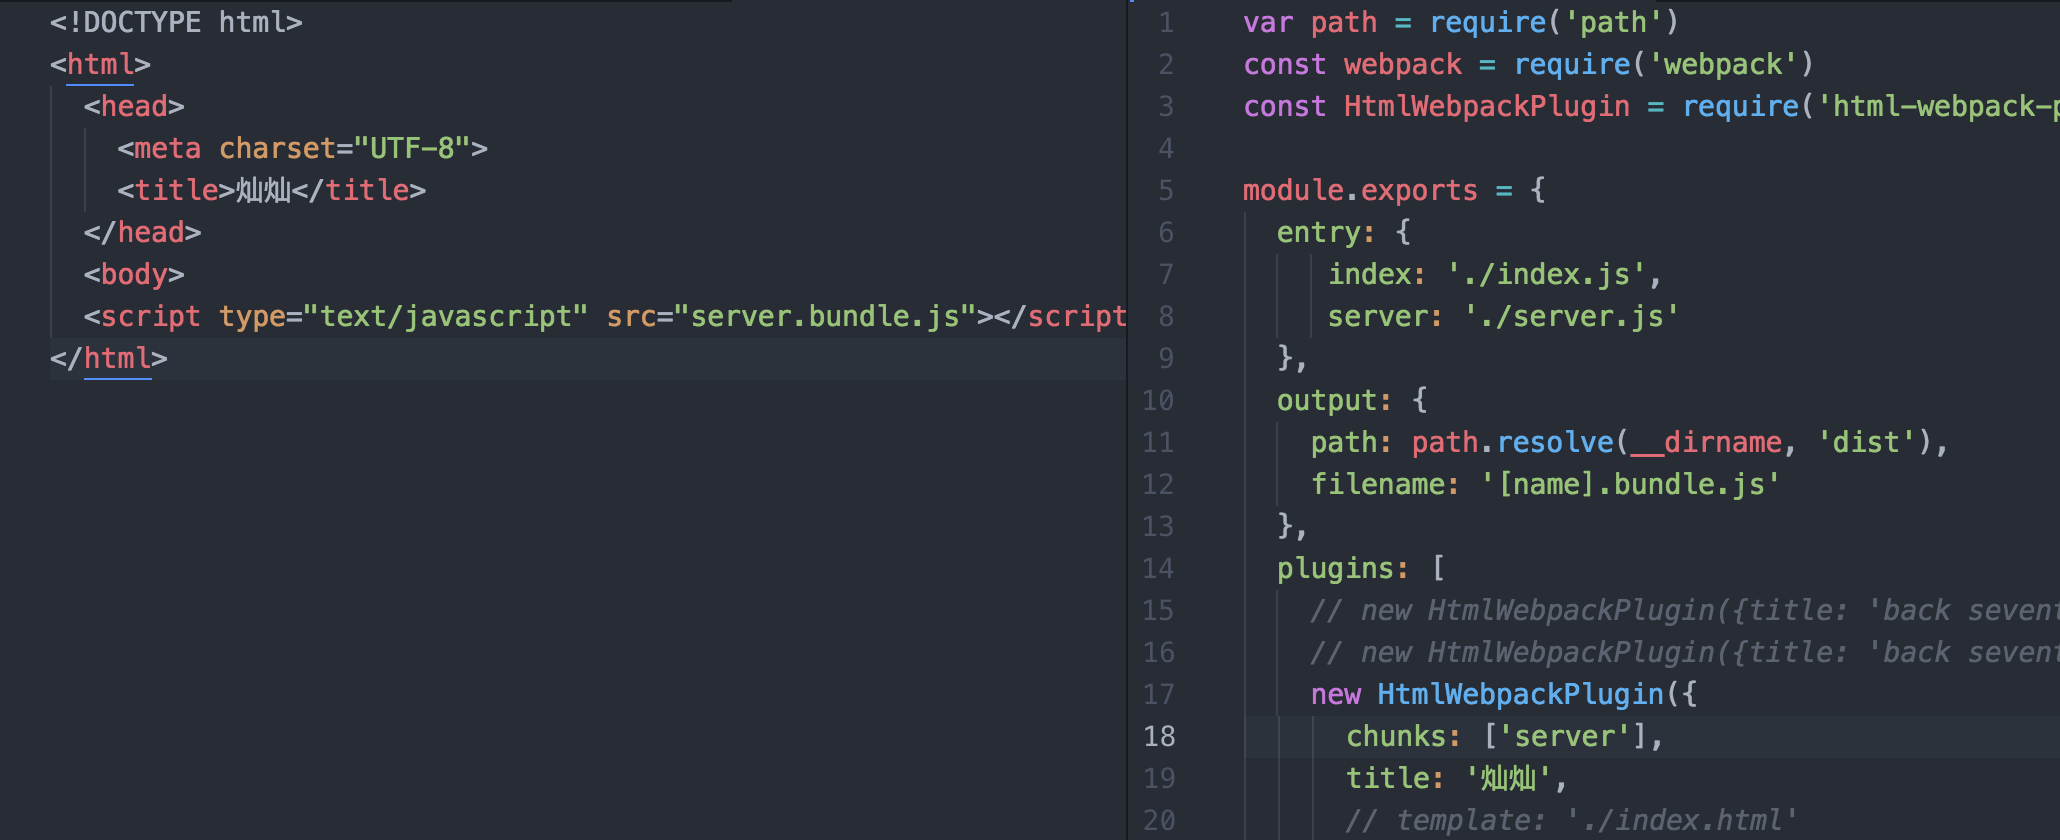 <!DOCTYPE html>
<html>
<head>
<meta charset="UTF-8">
<title>灿灿</title>
</head>
<body>
<script type="text/javascript" src="server.bundle.js"></script
</html>
1 var path = require('path')
2 const webpack = require('webpack')
3 const HtmlWebpackPlugin = require('html-webpack-p
4
5 module.exports = {
6 entry: {
7 index: './index.js',
8 server: './server.js'
9 },
10 output: {
11 path: path.resolve(__dirname, 'dist'),
12 filename: '[name].bundle.js'
13 },
14 plugins: [
15 // new HtmlWebpackPlugin({title: 'back sevent
16 // new HtmlWebpackPlugin({title: 'back sevent
17 new HtmlWebpackPlugin({
18 chunks: ['server'],
19 title: '灿灿',
20 // template: './index.html'